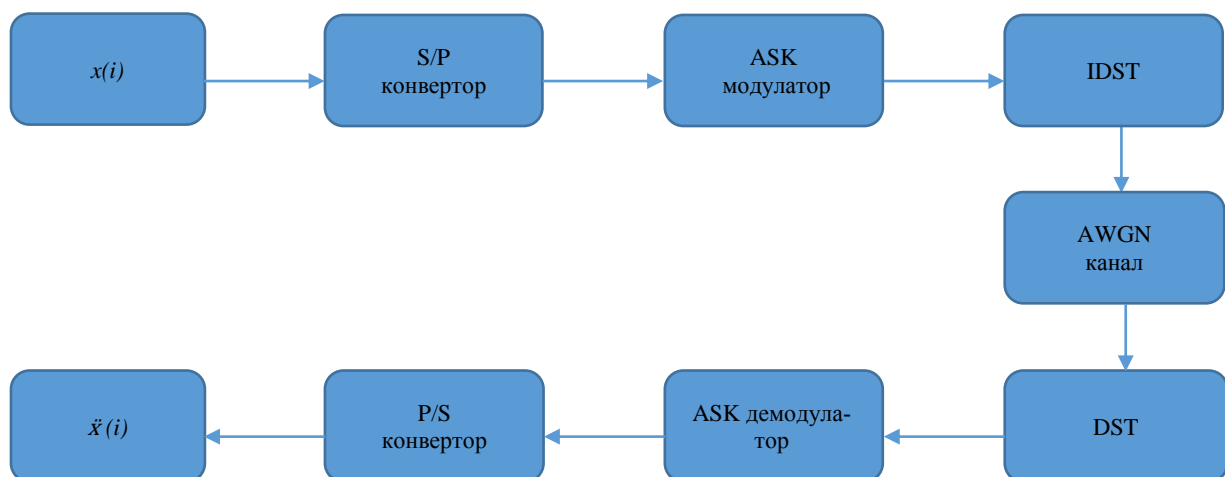 x(i)
S/P
конвертор
ASK
модулатор
IDST
AWGN
канал
ẍ (i)
P/S
конвертор
ASK демодула-
тор
DST